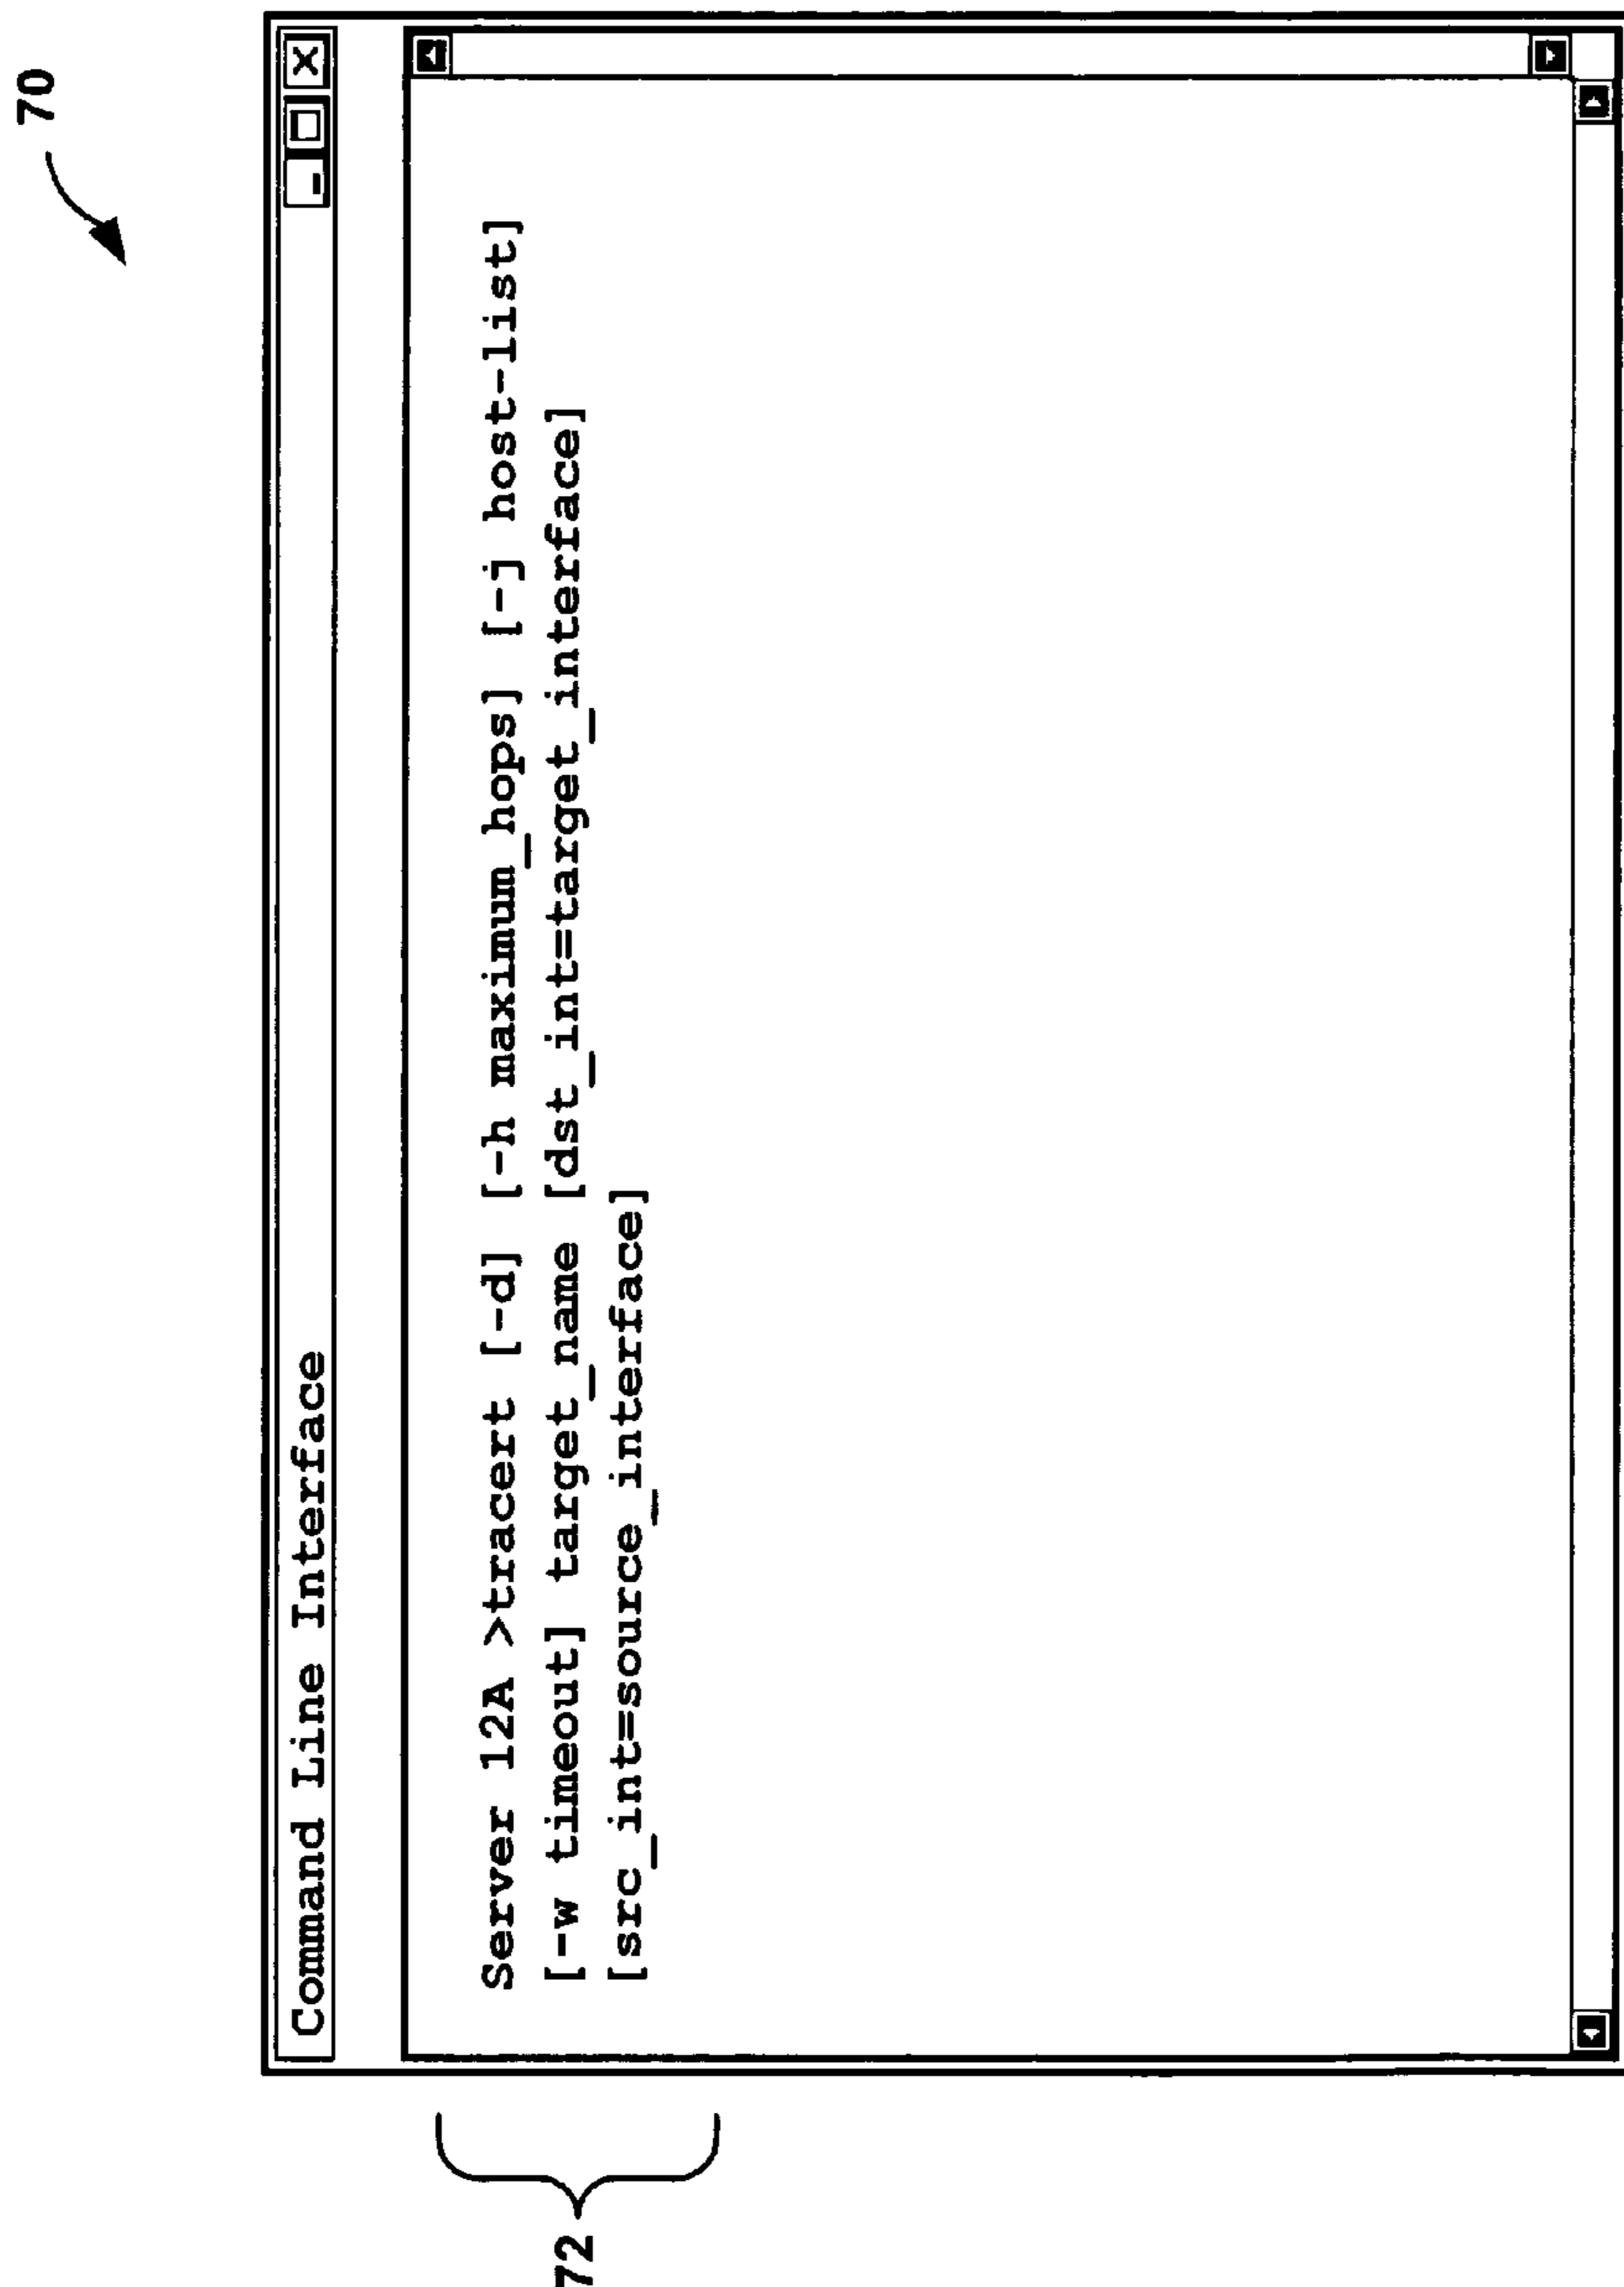 70
Command Line Interface
Server 12A >tracert [-d] [-h maximum_hops] [-j host-list]
[-w timeout] target_name [dst_int=target_interface]
[src_int=source_interface]
72